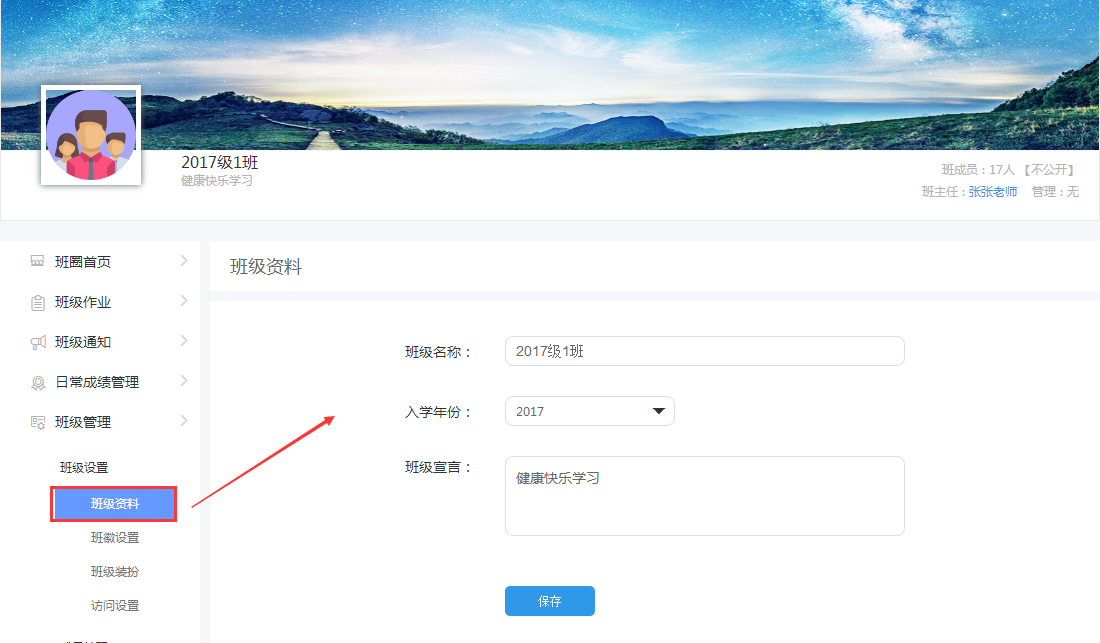 2017级1班
健康快乐学习
班成员：17人 【不公开】
班主任：张张老师 管理：无
班圈首页
班级作业
班级通知
日常成绩管理
班级管理
班级设置
班级资料
班徽设置
班级装扮
访问设置
班级资料
班级名称： 2017级1班
入学年份： 2017
班级宣言： 健康快乐学习
保存